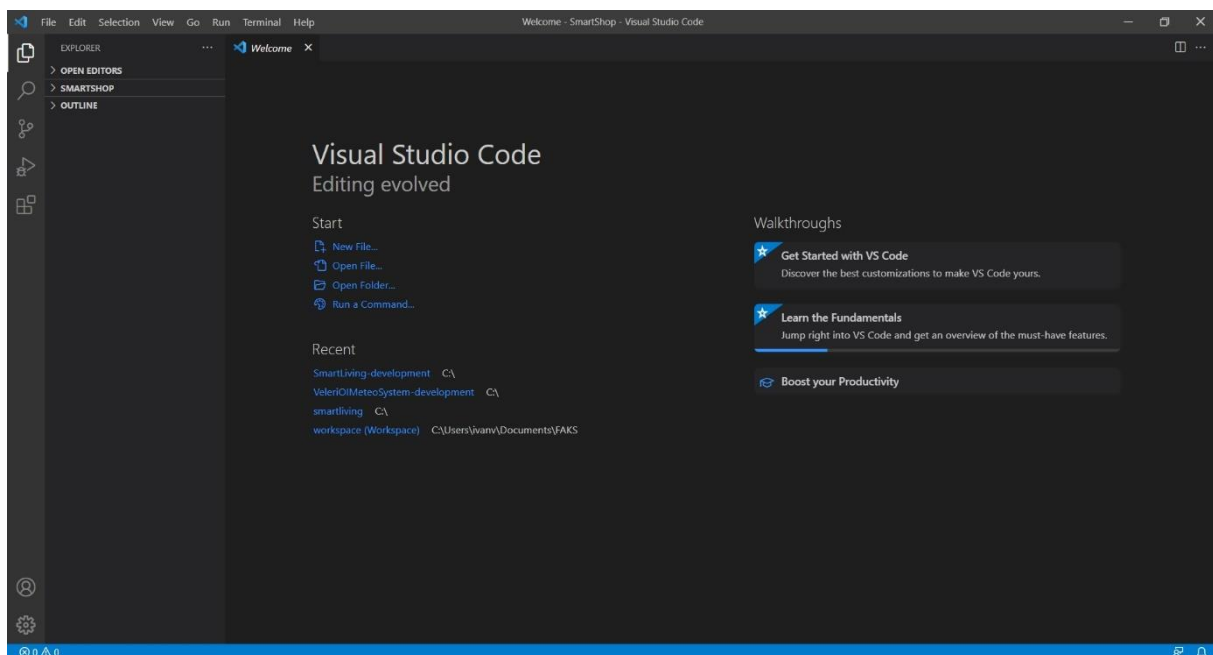 File Edit Selection View Go Run Terminal Help
Welcome - SmartShop - Visual Studio Code
EXPLORER
Welcome
OPEN EDITORS
SMARTSHOP
OUTLINE
Visual Studio Code
Editing evolved
Start
New File...
Open File...
Open Folder...
Run a Command...
Recent
SmartLiving-development C:\
VeleriOIMeteoSystem-development C:\
smartliving C:\
workspace (Workspace) C:\Users\ivanv\Documents\FAKS
Walkthroughs
Get Started with VS Code
Discover the best customizations to make VS Code yours.
Learn the Fundamentals
Jump right into VS Code and get an overview of the must-have features.
Boost your Productivity
0 0